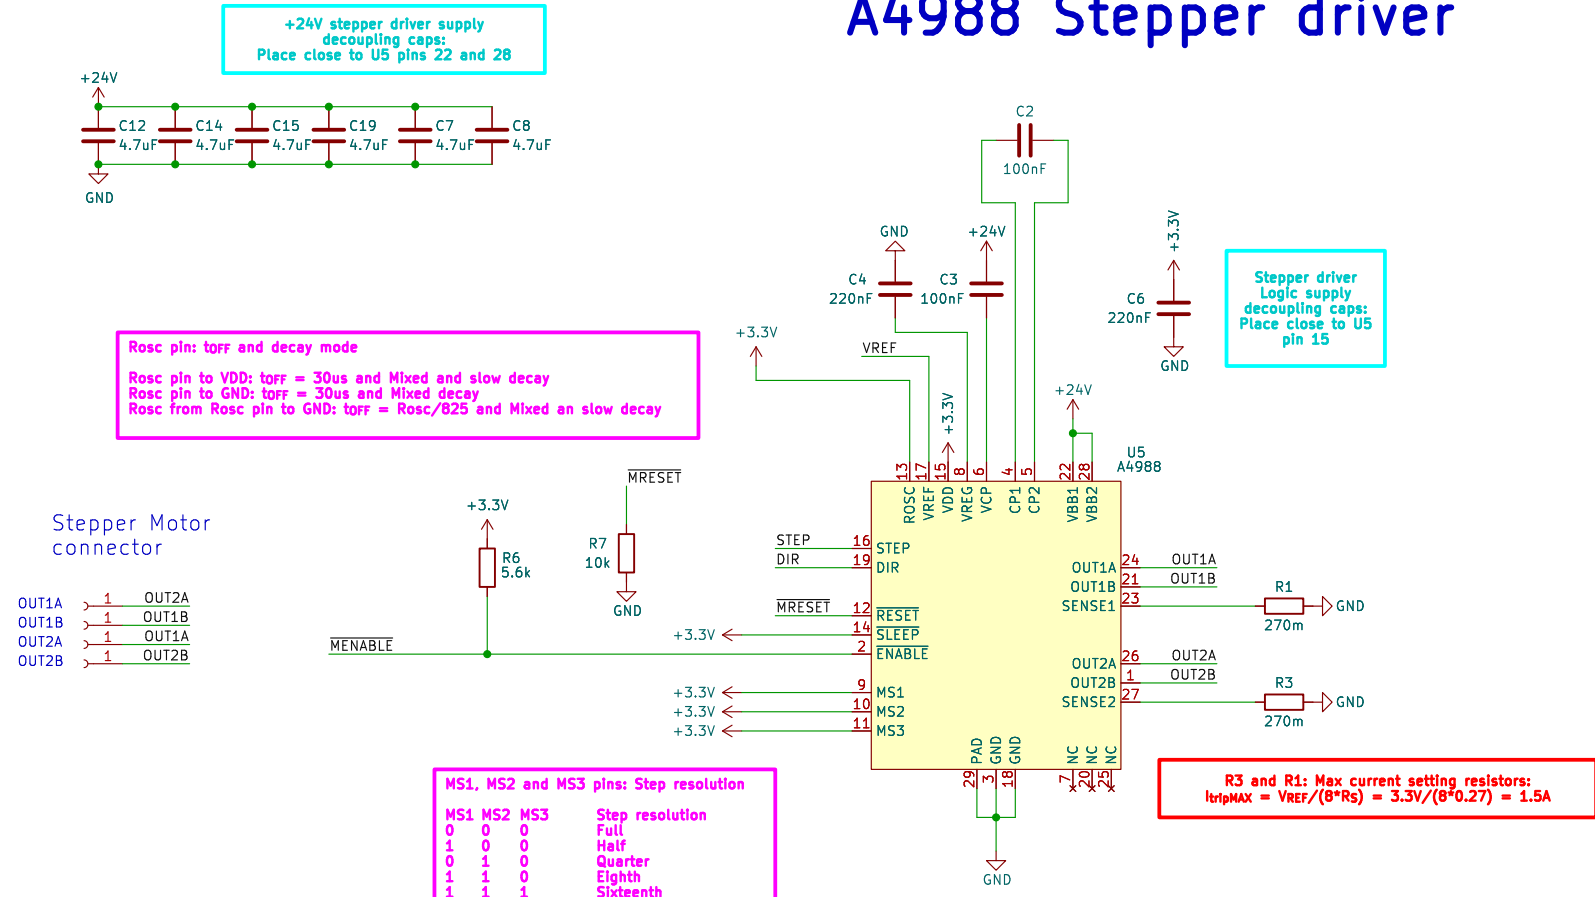 A4988 Stepper driver
+24V stepper driver supply
decoupling caps:
Place close to U5 pins 22 and 28
+24V
C12
4.7uF
C14
4.7uF
C15
4.7uF
C19
4.7uF
C7
4.7uF
C8
4.7uF
GND
C2
100nF
GND
C4
220nF
+24V
C3
100nF
+3.3V
C6
220nF
GND
Stepper driver
Logic supply
decoupling caps:
Place close to U5
pin 15
Rosc pin: tOFF and decay mode
Rosc pin to VDD: tOFF = 30us and Mixed and slow decay
Rosc pin to GND: tOFF = 30us and Mixed decay
Rosc from Rosc pin to GND: tOFF = Rosc/825 and Mixed an slow decay
+3.3V
VREF
+3.3V
+24V
U5
A4988
13
17
15
8
6
4
5
22
28
ROSC
VREF
VDD
VREG
VCP
CP1
CP2
VBB1
VBB2
MRESET
R7
10k
GND
+3.3V
R6
5.6k
Stepper Motor
connector
OUT1A 1 OUT2A
OUT1B 1 OUT1B
OUT2A 1 OUT1A
OUT2B 1 OUT2B
MENABLE
STEP 16 STEP
DIR 19 DIR
MRESET 12 RESET
+3.3V 14 SLEEP
2 ENABLE
+3.3V 9 MS1
+3.3V 10 MS2
+3.3V 11 MS3
OUT1A 24 OUT1A
OUT1B 21 OUT1B
SENSE1 23
R1
270m
GND
OUT2A 26 OUT2A
OUT2B 1 OUT2B
SENSE2 27
R3
270m
GND
PAD
GND
GND
NC
NC
NC
29
3
18
7
20
25
GND
R3 and R1: Max current setting resistors:
ItripMAX = VREF/(8*RS) = 3.3V/(8*0.27) = 1.5A
MS1, MS2 and MS3 pins: Step resolution
MS1 MS2 MS3 Step resolution
0 0 0 Full
1 0 0 Half
0 1 0 Quarter
1 1 0 Eighth
1 1 1 Sixteenth